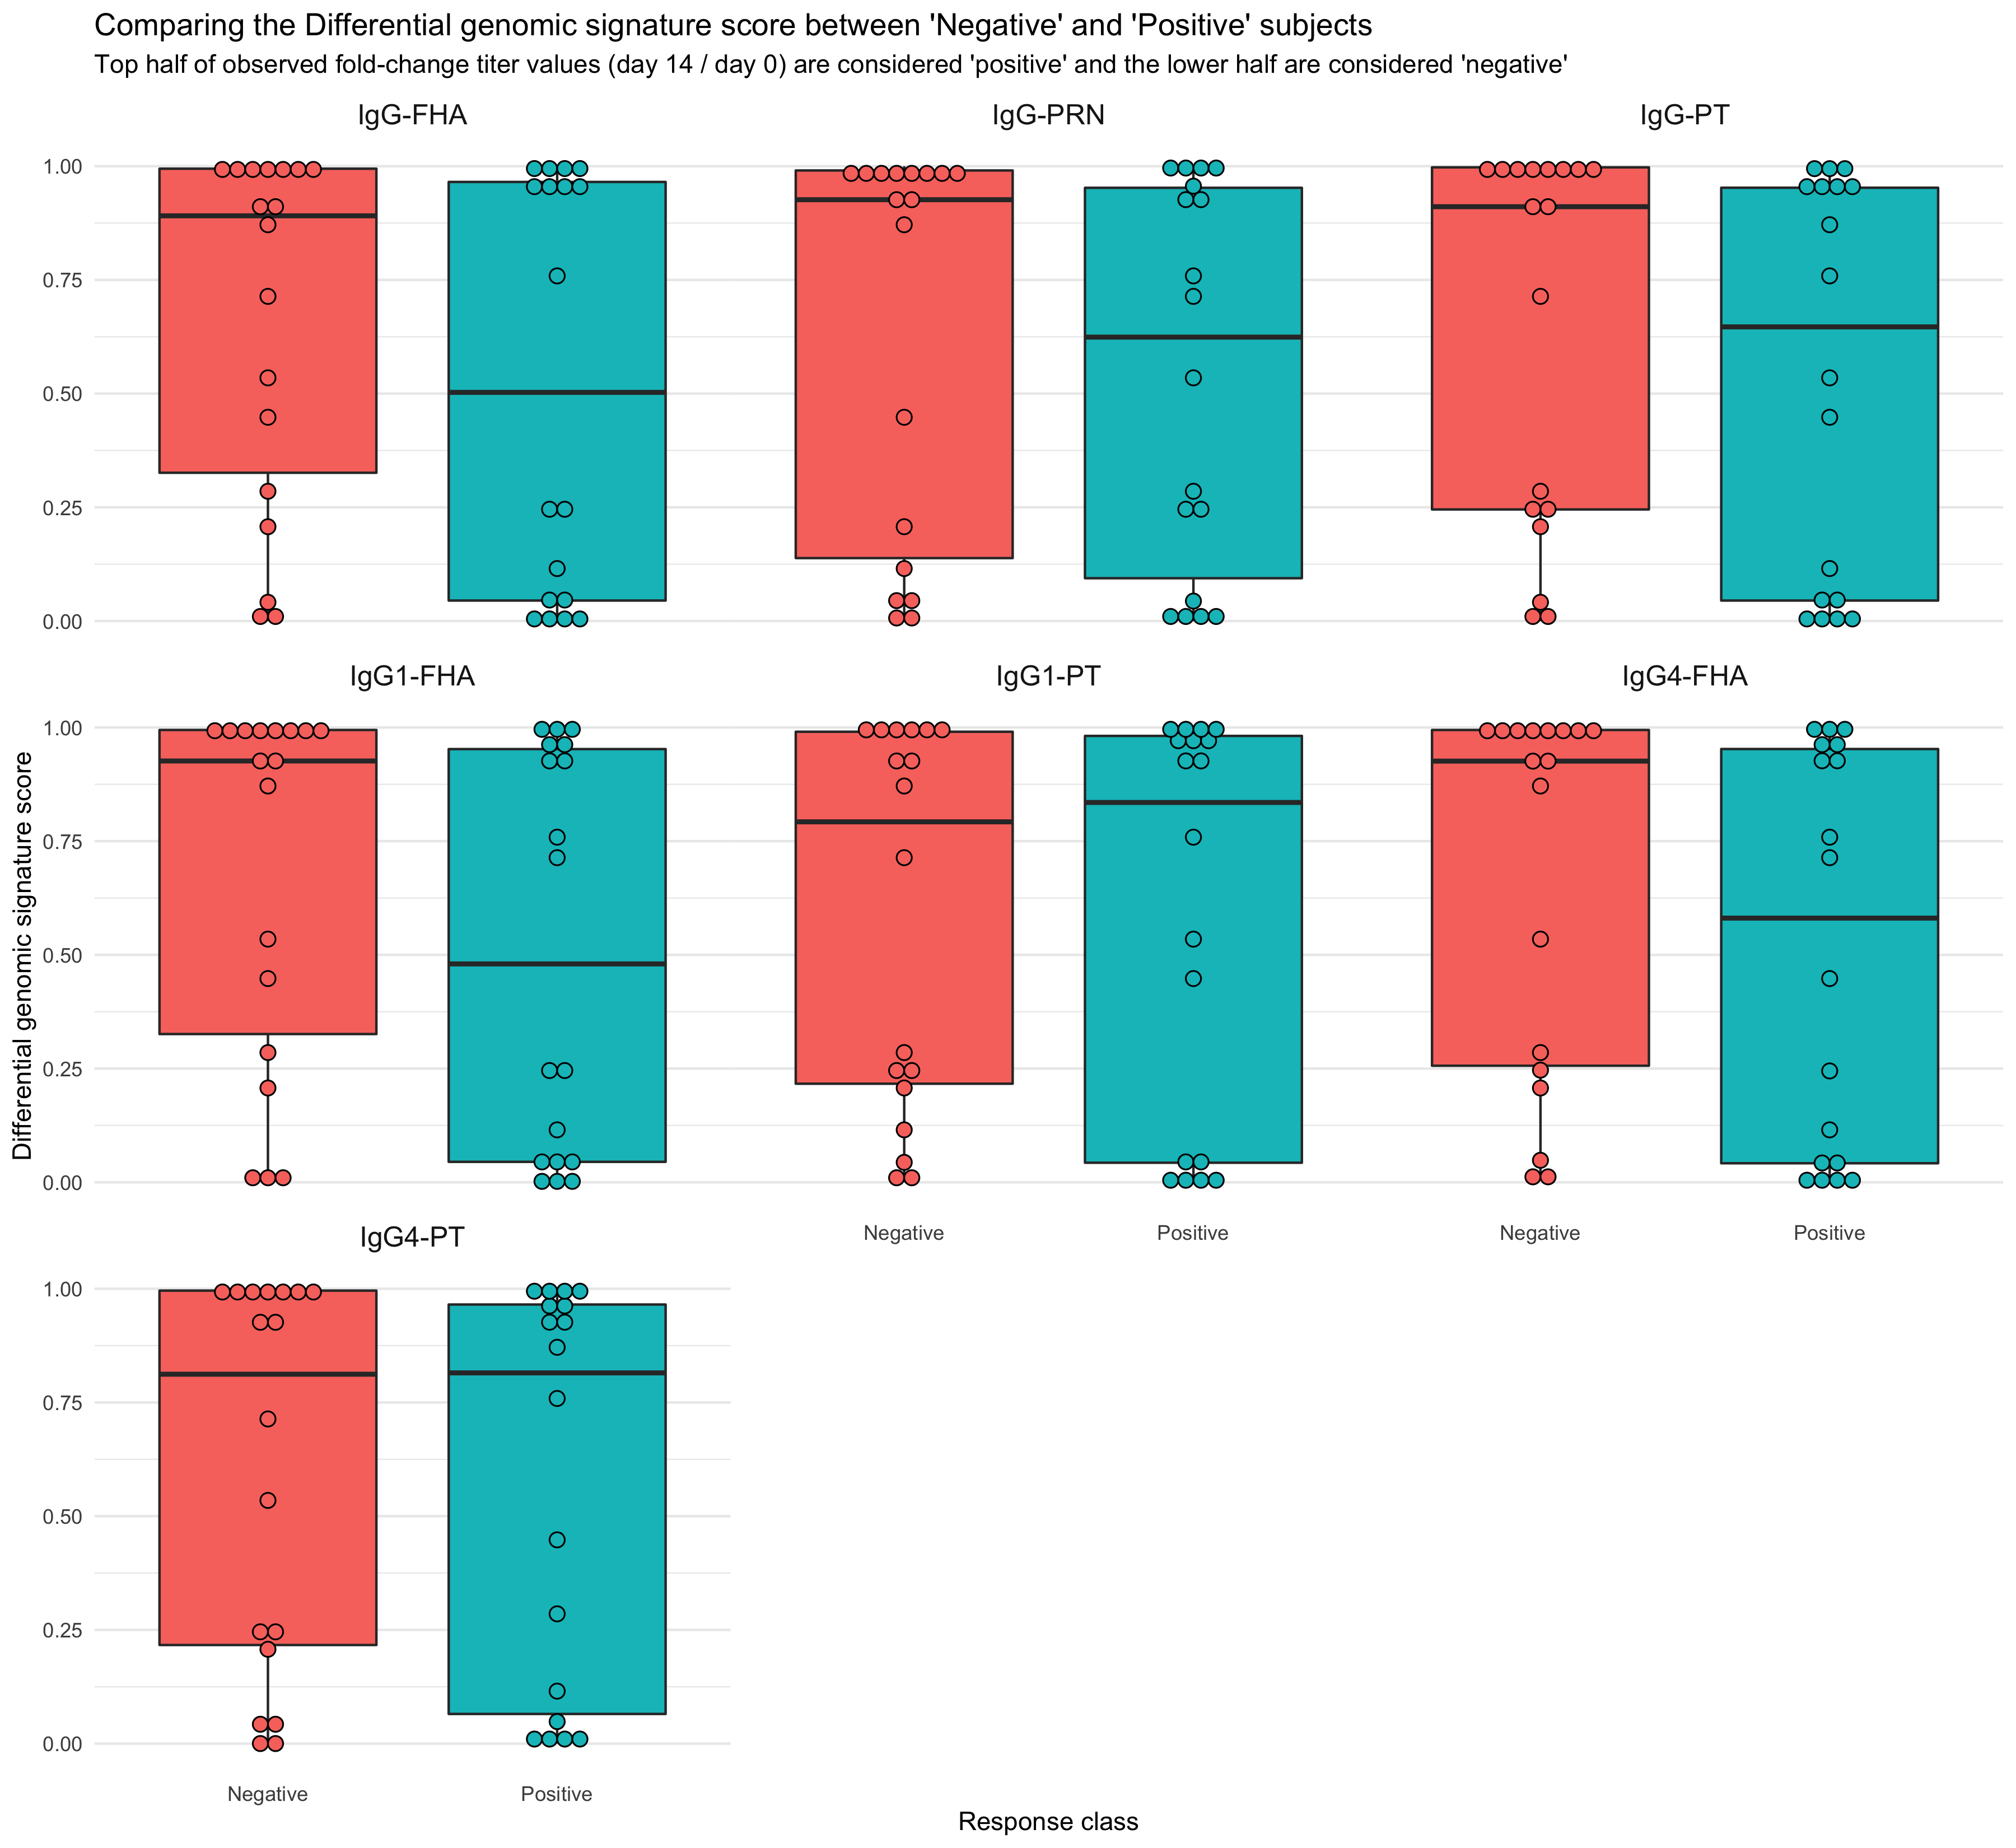 Comparing the Differential genomic signature score between 'Negative' and 'Positive' subjects
Top half of observed fold-change titer values (day 14 / day 0) are considered 'positive' and the lower half are considered 'negative'
IgG-FHA
IgG-PRN
IgG-PT
1.00
0.75
0.50
0.25
0.00
IgG1-FHA
IgG1-PT
IgG4-FHA
1.00
0.75
0.50
0.25
0.00
Differential genomic signature score
Negative
Positive
Negative
Positive
IgG4-PT
1.00
0.75
0.50
0.25
0.00
Negative
Positive
Response class